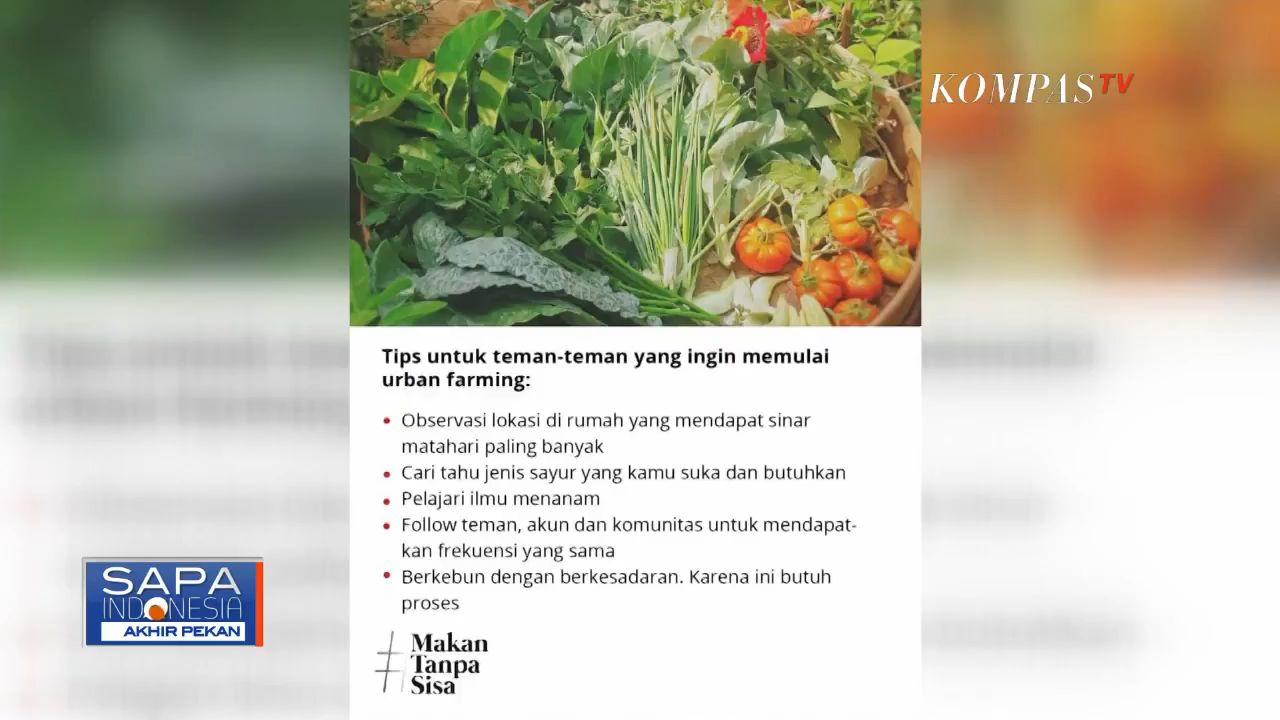 KOMPAS TV
Tips untuk teman-teman yang ingin memulai
urban farming:
• Observasi lokasi di rumah yang mendapat sinar
matahari paling banyak
• Cari tahu jenis sayur yang kamu suka dan butuhkan
• Pelajari ilmu menanam
• Follow teman, akun dan komunitas untuk mendapat-
kan frekuensi yang sama
• Berkebun dengan berkesadaran. Karena ini butuh
proses
SAPA
INDONESIA
AKHIR PEKAN
# Makan
Tanpa
Sisa